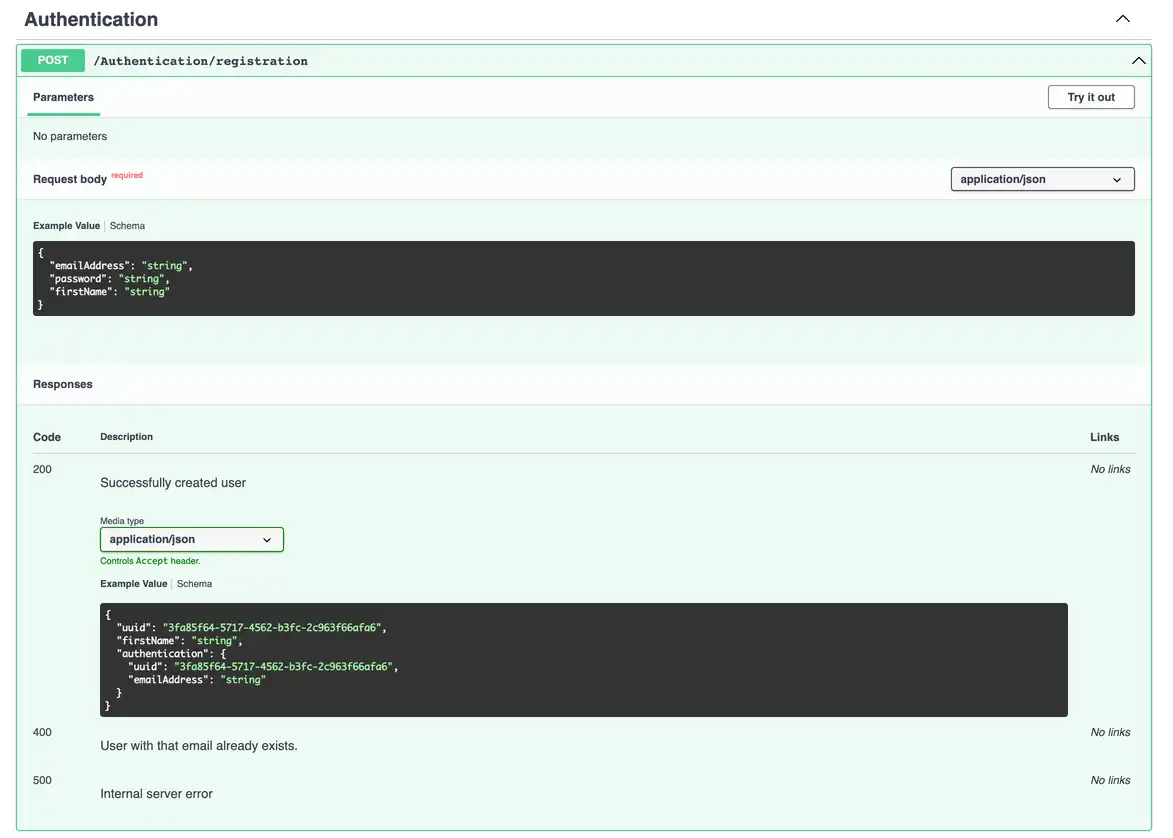 Authentication
POST /Authentication/registration
Parameters Try it out
No parameters
Request body required application/json
Example Value Schema
{
  "emailAddress": "string",
  "password": "string",
  "firstName": "string"
}
Responses
Code Description Links
200 No links
Successfully created user
Media type
application/json
Controls Accept header.
Example Value Schema
{
  "uuid": "3fa85f64-5717-4562-b3fc-2c963f66afa6",
  "firstName": "string",
  "authentication": {
    "uuid": "3fa85f64-5717-4562-b3fc-2c963f66afa6",
    "emailAddress": "string"
  }
}
400 No links
User with that email already exists.
500 No links
Internal server error